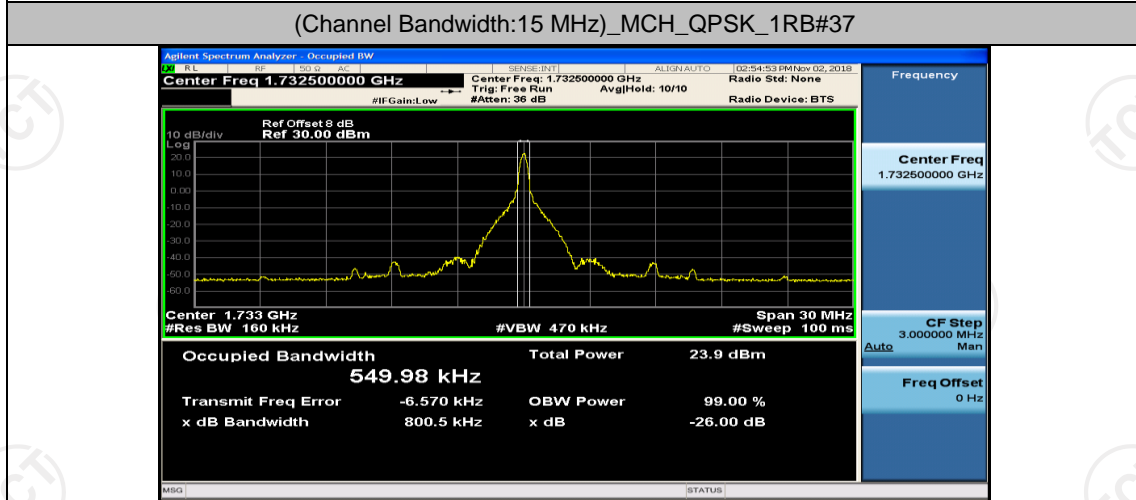 (Channel Bandwidth:15 MHz)_MCH_QPSK_1RB#37
Agilent Spectrum Analyzer - Occupied BW
LXI RL RF 50 Ω AC SENSE:INT ALIGN AUTO 02:54:53 PM Nov 02, 2018
Center Freq 1.732500000 GHz
Center Freq: 1.732500000 GHz
Radio Std: None
Trig: Free Run Avg|Hold: 10/10
#IFGain:Low #Atten: 36 dB Radio Device: BTS
Frequency
Ref Offset 8 dB
10 dB/div Ref 30.00 dBm
Log
20.0
10.0
0.00
-10.0
-20.0
-30.0
-40.0
-50.0
-60.0
Center 1.733 GHz Span 30 MHz
#Res BW 160 kHz #VBW 470 kHz #Sweep 100 ms
Center Freq
1.732500000 GHz
CF Step
3.000000 MHz
Auto Man
Freq Offset
0 Hz
Occupied Bandwidth Total Power 23.9 dBm
549.98 kHz
Transmit Freq Error -6.570 kHz OBW Power 99.00 %
x dB Bandwidth 800.5 kHz x dB -26.00 dB
MSG STATUS
TCT
TCT
TCT
TCT